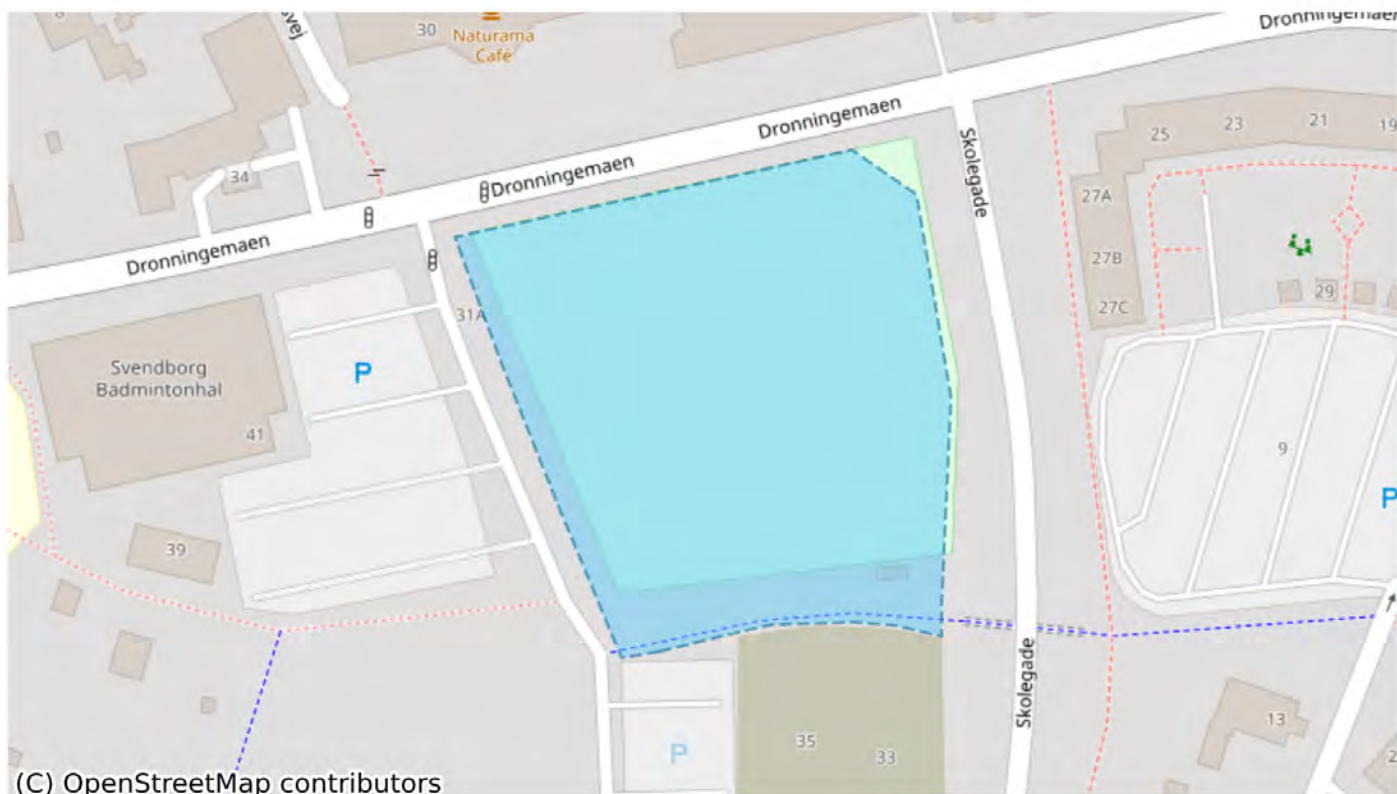 svej
30
Naturama
Café
Dronningemaen
Dronningemaen
Dronningemaen
Dronningemaen
Skolegade
34
25
23
21
19
27A
27B
27C
29
31A
Svendborg
Badmintonhal
P
41
9
P
39
Skolegade
13
35
33
P
(C) OpenStreetMap contributors